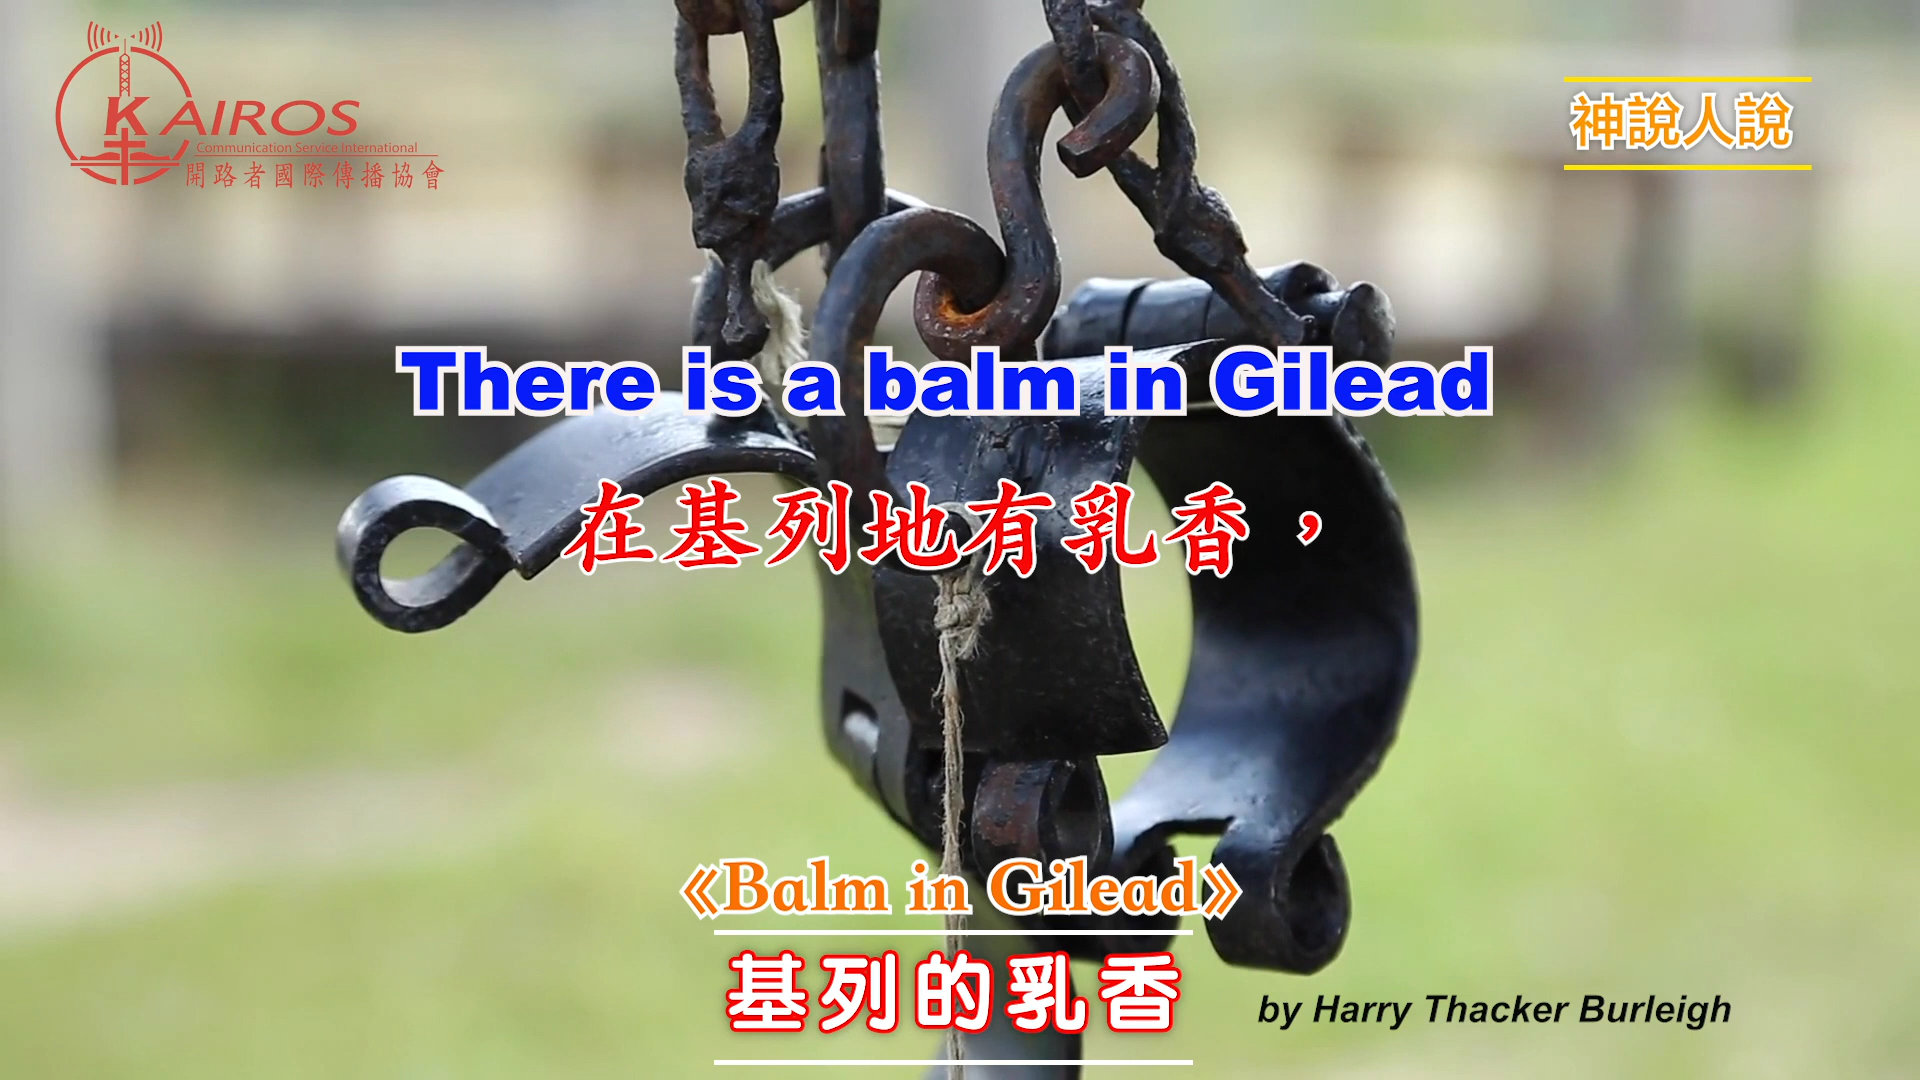 KAIROS
Communication Service International
開路者國際傳播協會
神說人說
There is a balm in Gilead
在基列地有乳香，
《Balm in Gilead》
基列的乳香
by Harry Thacker Burleigh